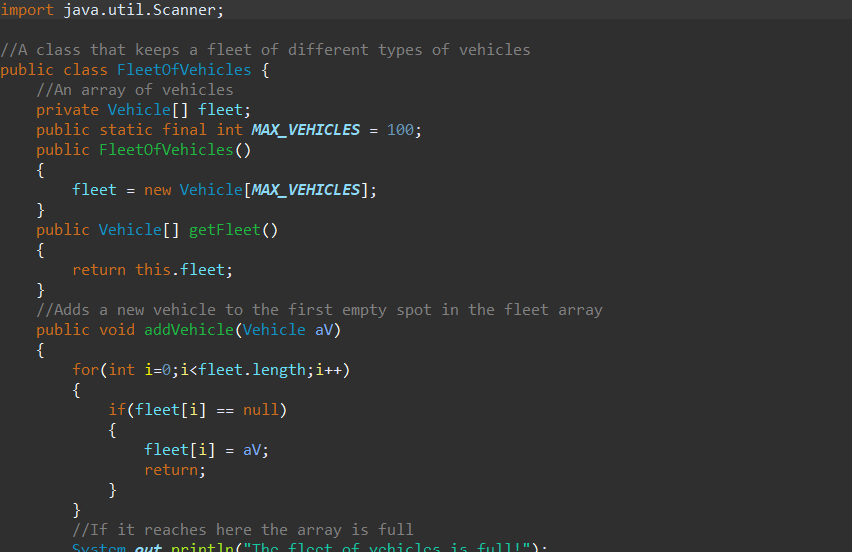 import java.util.Scanner;

//A class that keeps a fleet of different types of vehicles
public class FleetOfVehicles {
    //An array of vehicles
    private Vehicle[] fleet;
    public static final int MAX_VEHICLES = 100;
    public FleetOfVehicles()
    {
        fleet = new Vehicle[MAX_VEHICLES];
    }
    public Vehicle[] getFleet()
    {
        return this.fleet;
    }
    //Adds a new vehicle to the first empty spot in the fleet array
    public void addVehicle(Vehicle aV)
    {
        for(int i=0;i<fleet.length;i++)
        {
            if(fleet[i] == null)
            {
                fleet[i] = aV;
                return;
            }
        }
        //If it reaches here the array is full
        System.out.println("The fleet of vehicles is full!");